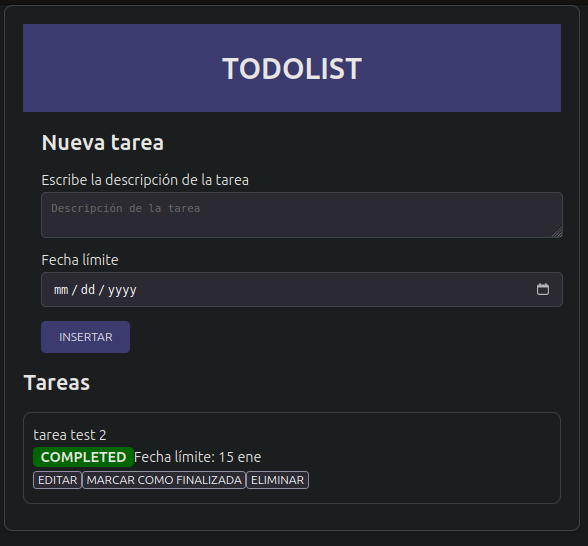 TODOLIST
Nueva tarea
Escribe la descripción de la tarea
Descripción de la tarea
Fecha límite
mm/dd/yyyy
INSERTAR
Tareas
tarea test 2
COMPLETED Fecha límite: 15 ene
EDITAR MARCAR COMO FINALIZADA ELIMINAR